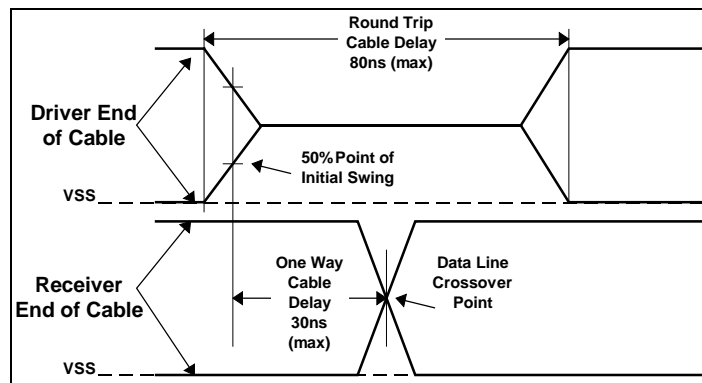 Round Trip
Cable Delay
80ns (max)
Driver End
of Cable
50% Point of
Initial Swing
VSS
One Way
Cable
Delay
30ns
(max)
Data Line
Crossover
Point
Receiver
End of Cable
VSS